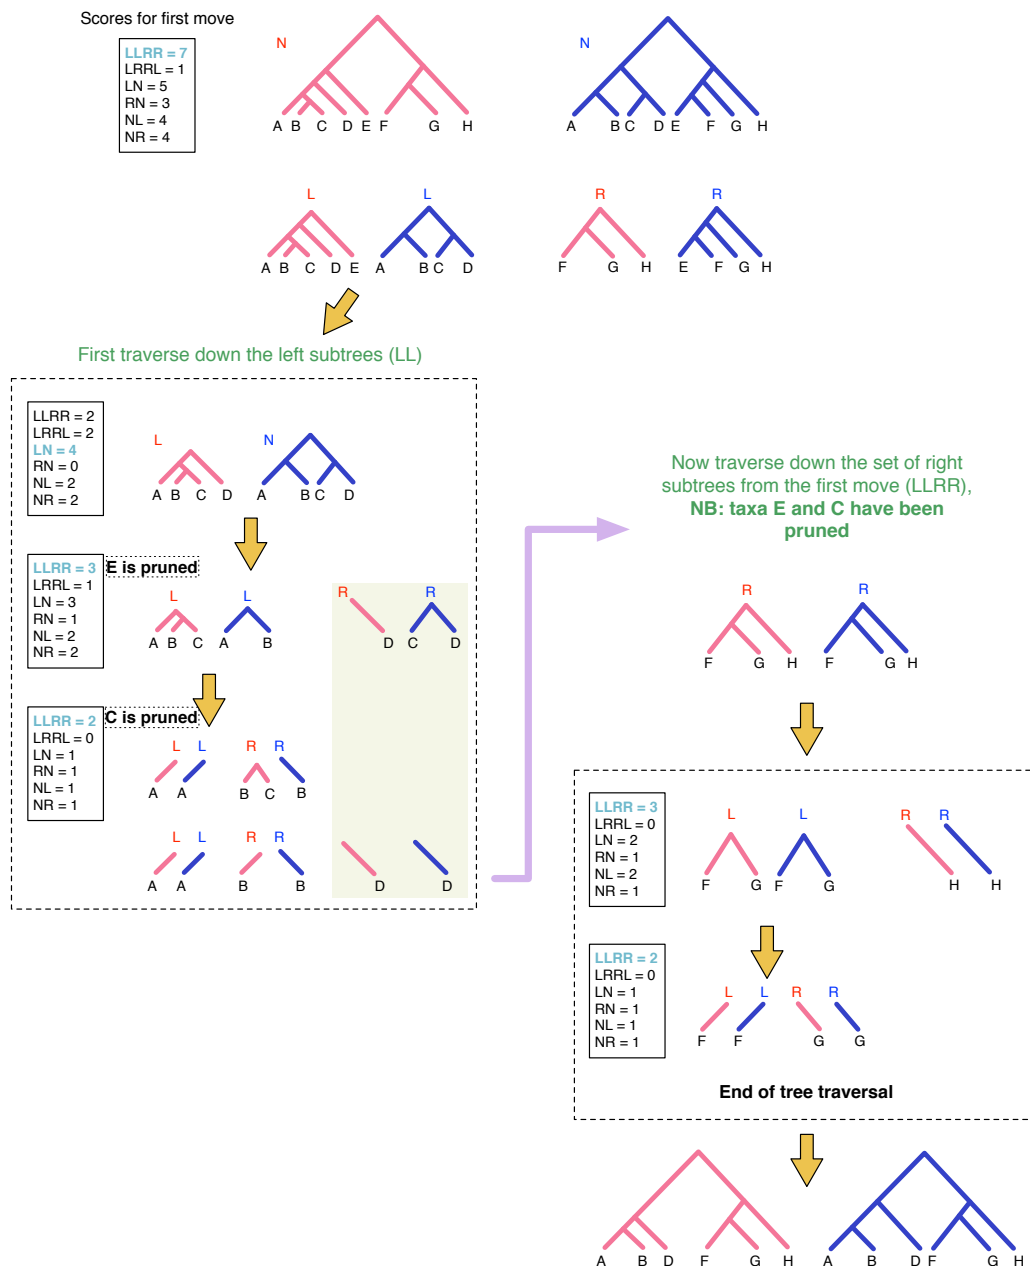 Scores for first move
LLRR = 7
LRRL = 1
LN = 5
RN = 3
NL = 4
NR = 4
N
N
A B C D E F G H
A B C D E F G H
L
L
R
R
A B C D E
A B C D
F G H
E F G H
First traverse down the left subtrees (LL)
LLRR = 2
LRRL = 2
LN = 4
RN = 0
NL = 2
NR = 2
L
N
A B C D
A B C D
E is pruned
LLRR = 3
LRRL = 1
LN = 3
RN = 1
NL = 2
NR = 2
L
L
R
R
A B C
A B
D
C D
C is pruned
LLRR = 2
LRRL = 0
LN = 1
RN = 1
NL = 1
NR = 1
L L R R
A A B C B
L L R R
A A B B D D
Now traverse down the set of right
subtrees from the first move (LLRR),
NB: taxa E and C have been
pruned
R
R
F G H
F G H
LLRR = 3
LRRL = 0
LN = 2
RN = 1
NL = 2
NR = 1
L
L
R R
F G
F G
H H
LLRR = 2
LRRL = 0
LN = 1
RN = 1
NL = 1
NR = 1
L L R R
F F G G
End of tree traversal
A B D F G H
A B D F G H